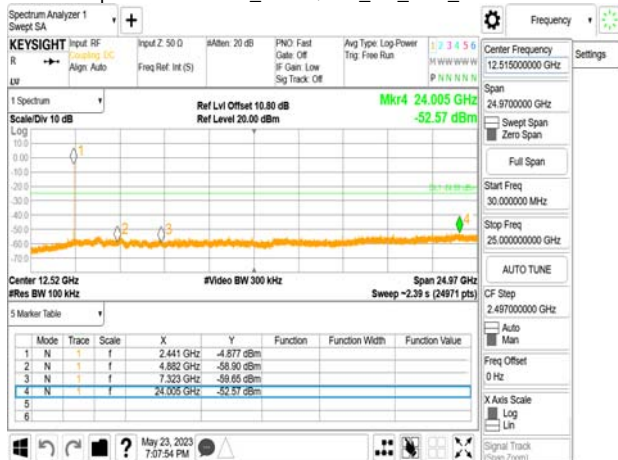 Spectrum Analyzer 1
Swept SA
Frequency
KEYSIGHT
R
LVI
Input: RF
Coupling: DC
Align: Auto
Input Z: 50 Ω
Freq Ref: Int (S)
#Atten: 20 dB
PNO: Fast
Gate: Off
IF Gain: Low
Sig Track: Off
Avg Type: Log-Power
Trig: Free Run
1 2 3 4 5 6
M W W W W W
P N N N N N
Center Frequency
12.515000000 GHz
Settings
Span
24.9700000 GHz
Swept Span
Zero Span
Full Span
Start Freq
30.000000 MHz
Stop Freq
25.000000000 GHz
AUTO TUNE
CF Step
2.497000000 GHz
Auto
Man
Freq Offset
0 Hz
X Axis Scale
Log
Lin
Signal Track
(Span Zoom)
1 Spectrum
Scale/Div 10 dB
Ref Lvl Offset 10.80 dB
Ref Level 20.00 dBm
Mkr4 24.005 GHz
-52.57 dBm
Log
10.0
0.00
-10.0
-20.0
-30.0
-40.0
-50.0
-60.0
-70.0
1
2
3
4
Center 12.52 GHz
#Res BW 100 kHz
#Video BW 300 kHz
Span 24.97 GHz
Sweep ~2.39 s (24971 pts)
5 Marker Table
Mode Trace Scale X Y Function Function Width Function Value
1 N 1 f 2.441 GHz -4.877 dBm
2 N 1 f 4.882 GHz -58.90 dBm
3 N 1 f 7.323 GHz -59.65 dBm
4 N 1 f 24.005 GHz -52.57 dBm
5
6
?
May 23, 2023
7:07:54 PM